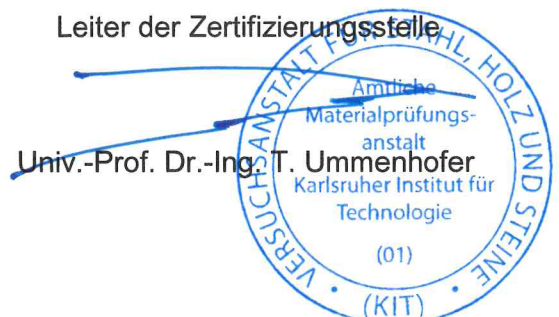 Leiter der Zertifizierungsstelle
Univ.-Prof. Dr.-Ing. T. Ummenhofer
VERSUCHSANSTALT FÜR STAHL, HOLZ UND STEINE
Amtliche
Materialprüfungs-
anstalt
Karlsruher Institut für
Technologie
(01)
(KIT)